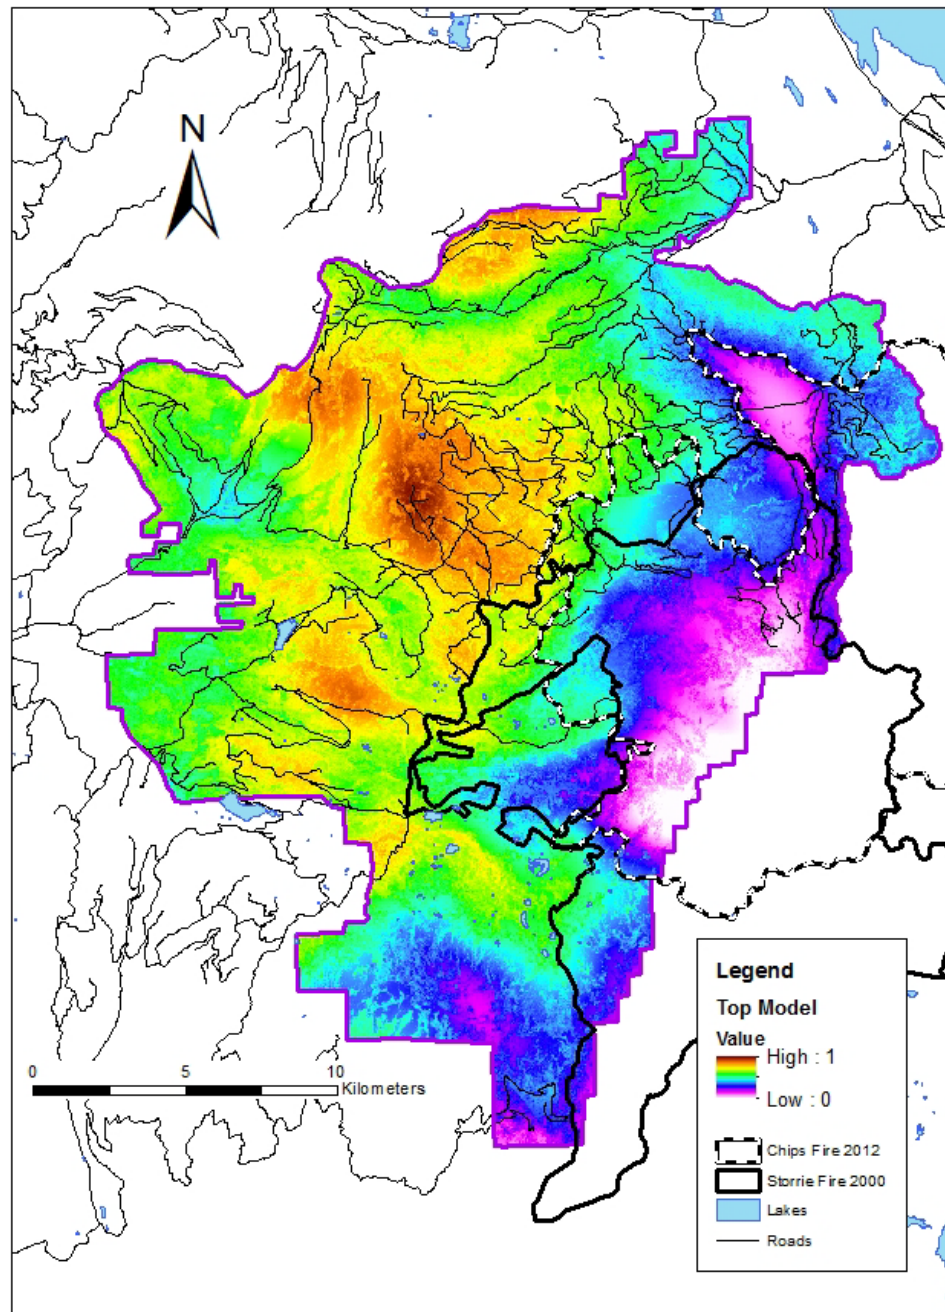 N
0
5
10
Kilometers
Legend
Top Model
Value
High : 1
Low : 0
Chips Fire 2012
Storrie Fire 2000
Lakes
Roads